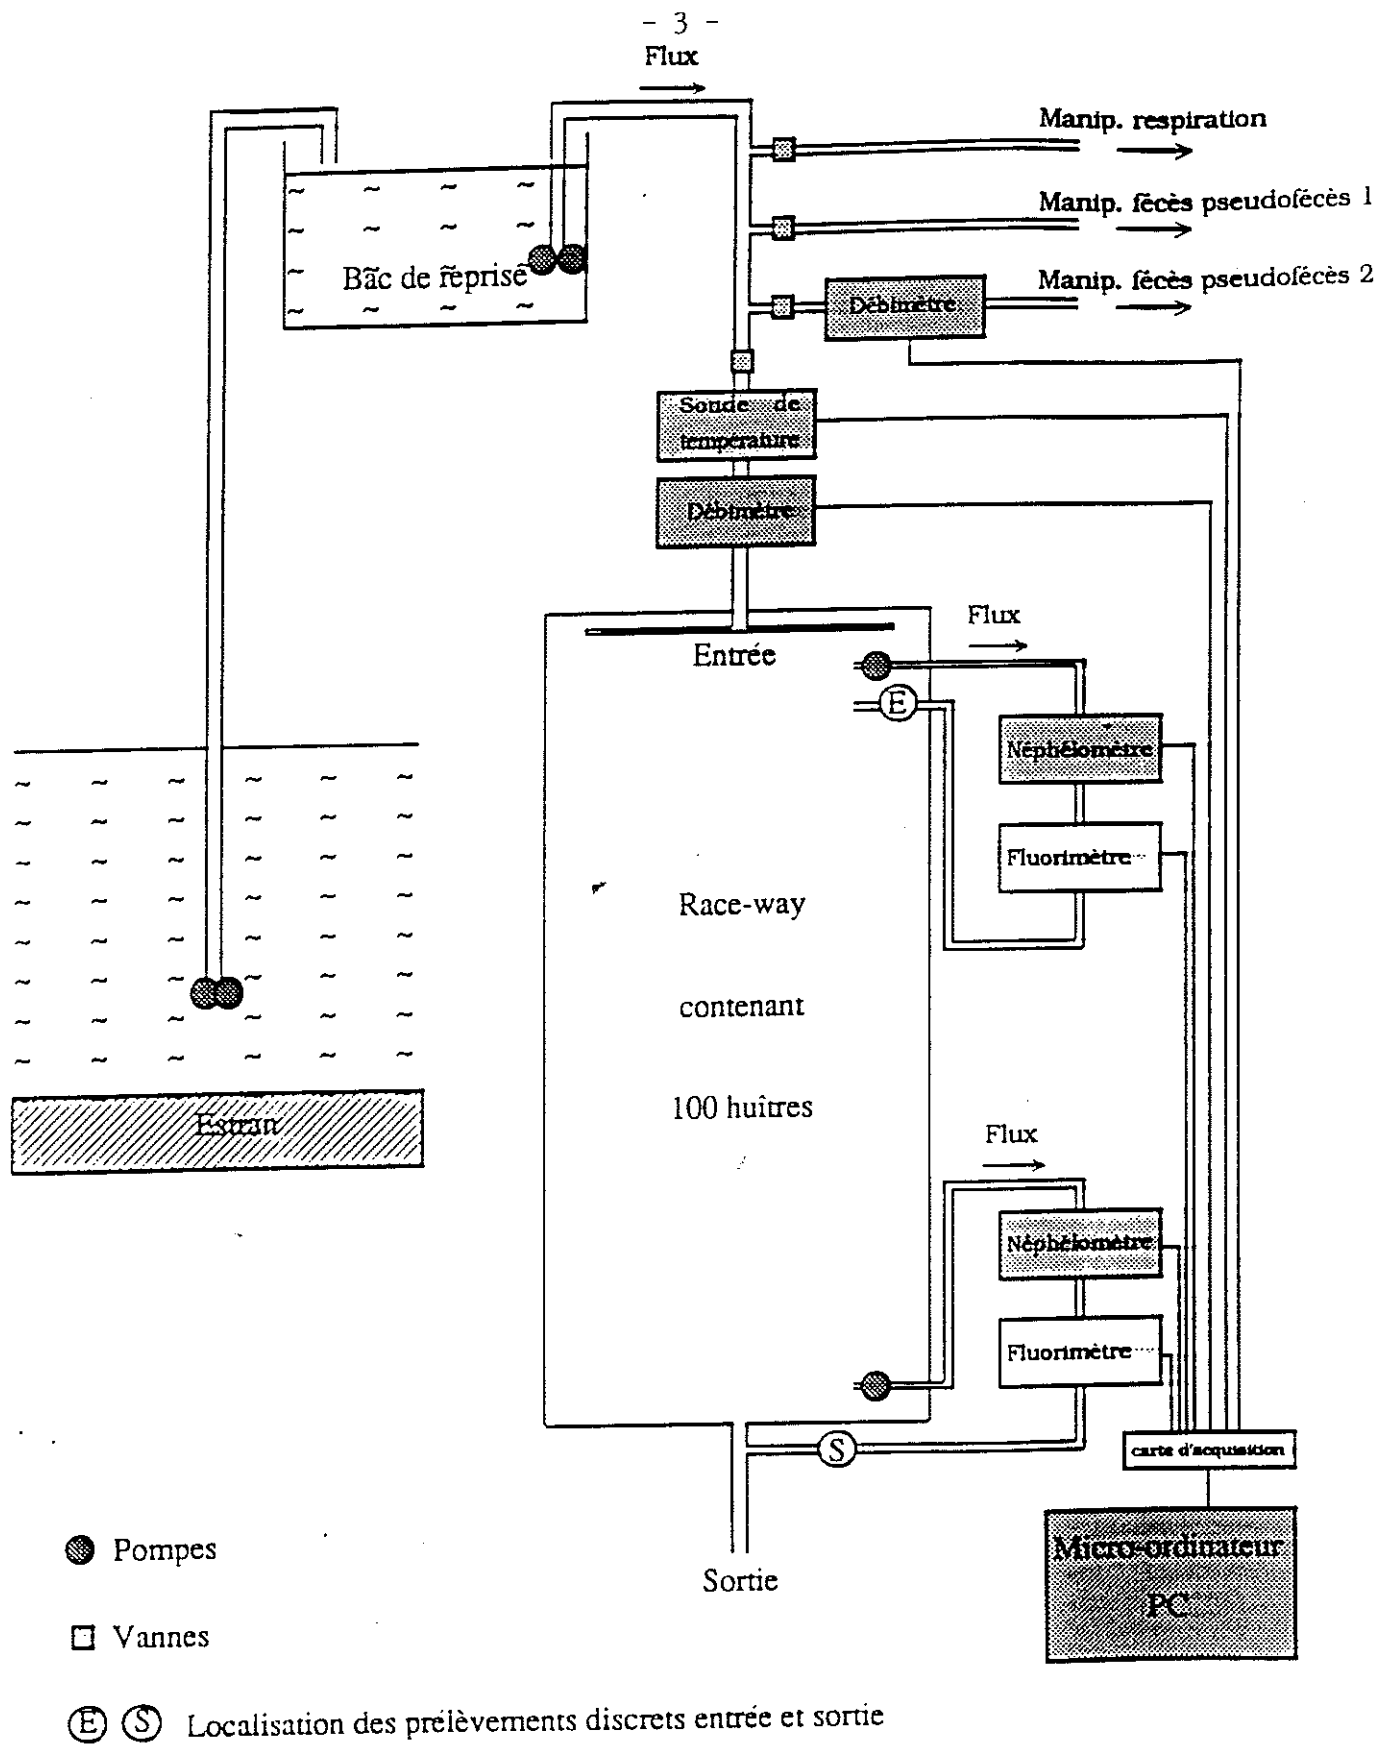 - 3 -
Flux
Manip. respiration
Manip. fécès pseudofécès 1
Manip. fécès pseudofécès 2
Bac de reprise
Débimètre
Sonde de
température
Débimètre
Entrée
Flux
E
Néphélomètre
Fluorimètre
Race-way
contenant
100 huîtres
Estran
Flux
Néphélomètre
Fluorimètre
S
carte d'acquisition
Micro-ordinateur
PC
Sortie
Pompes
Vannes
E S Localisation des prélèvements discrets entrée et sortie